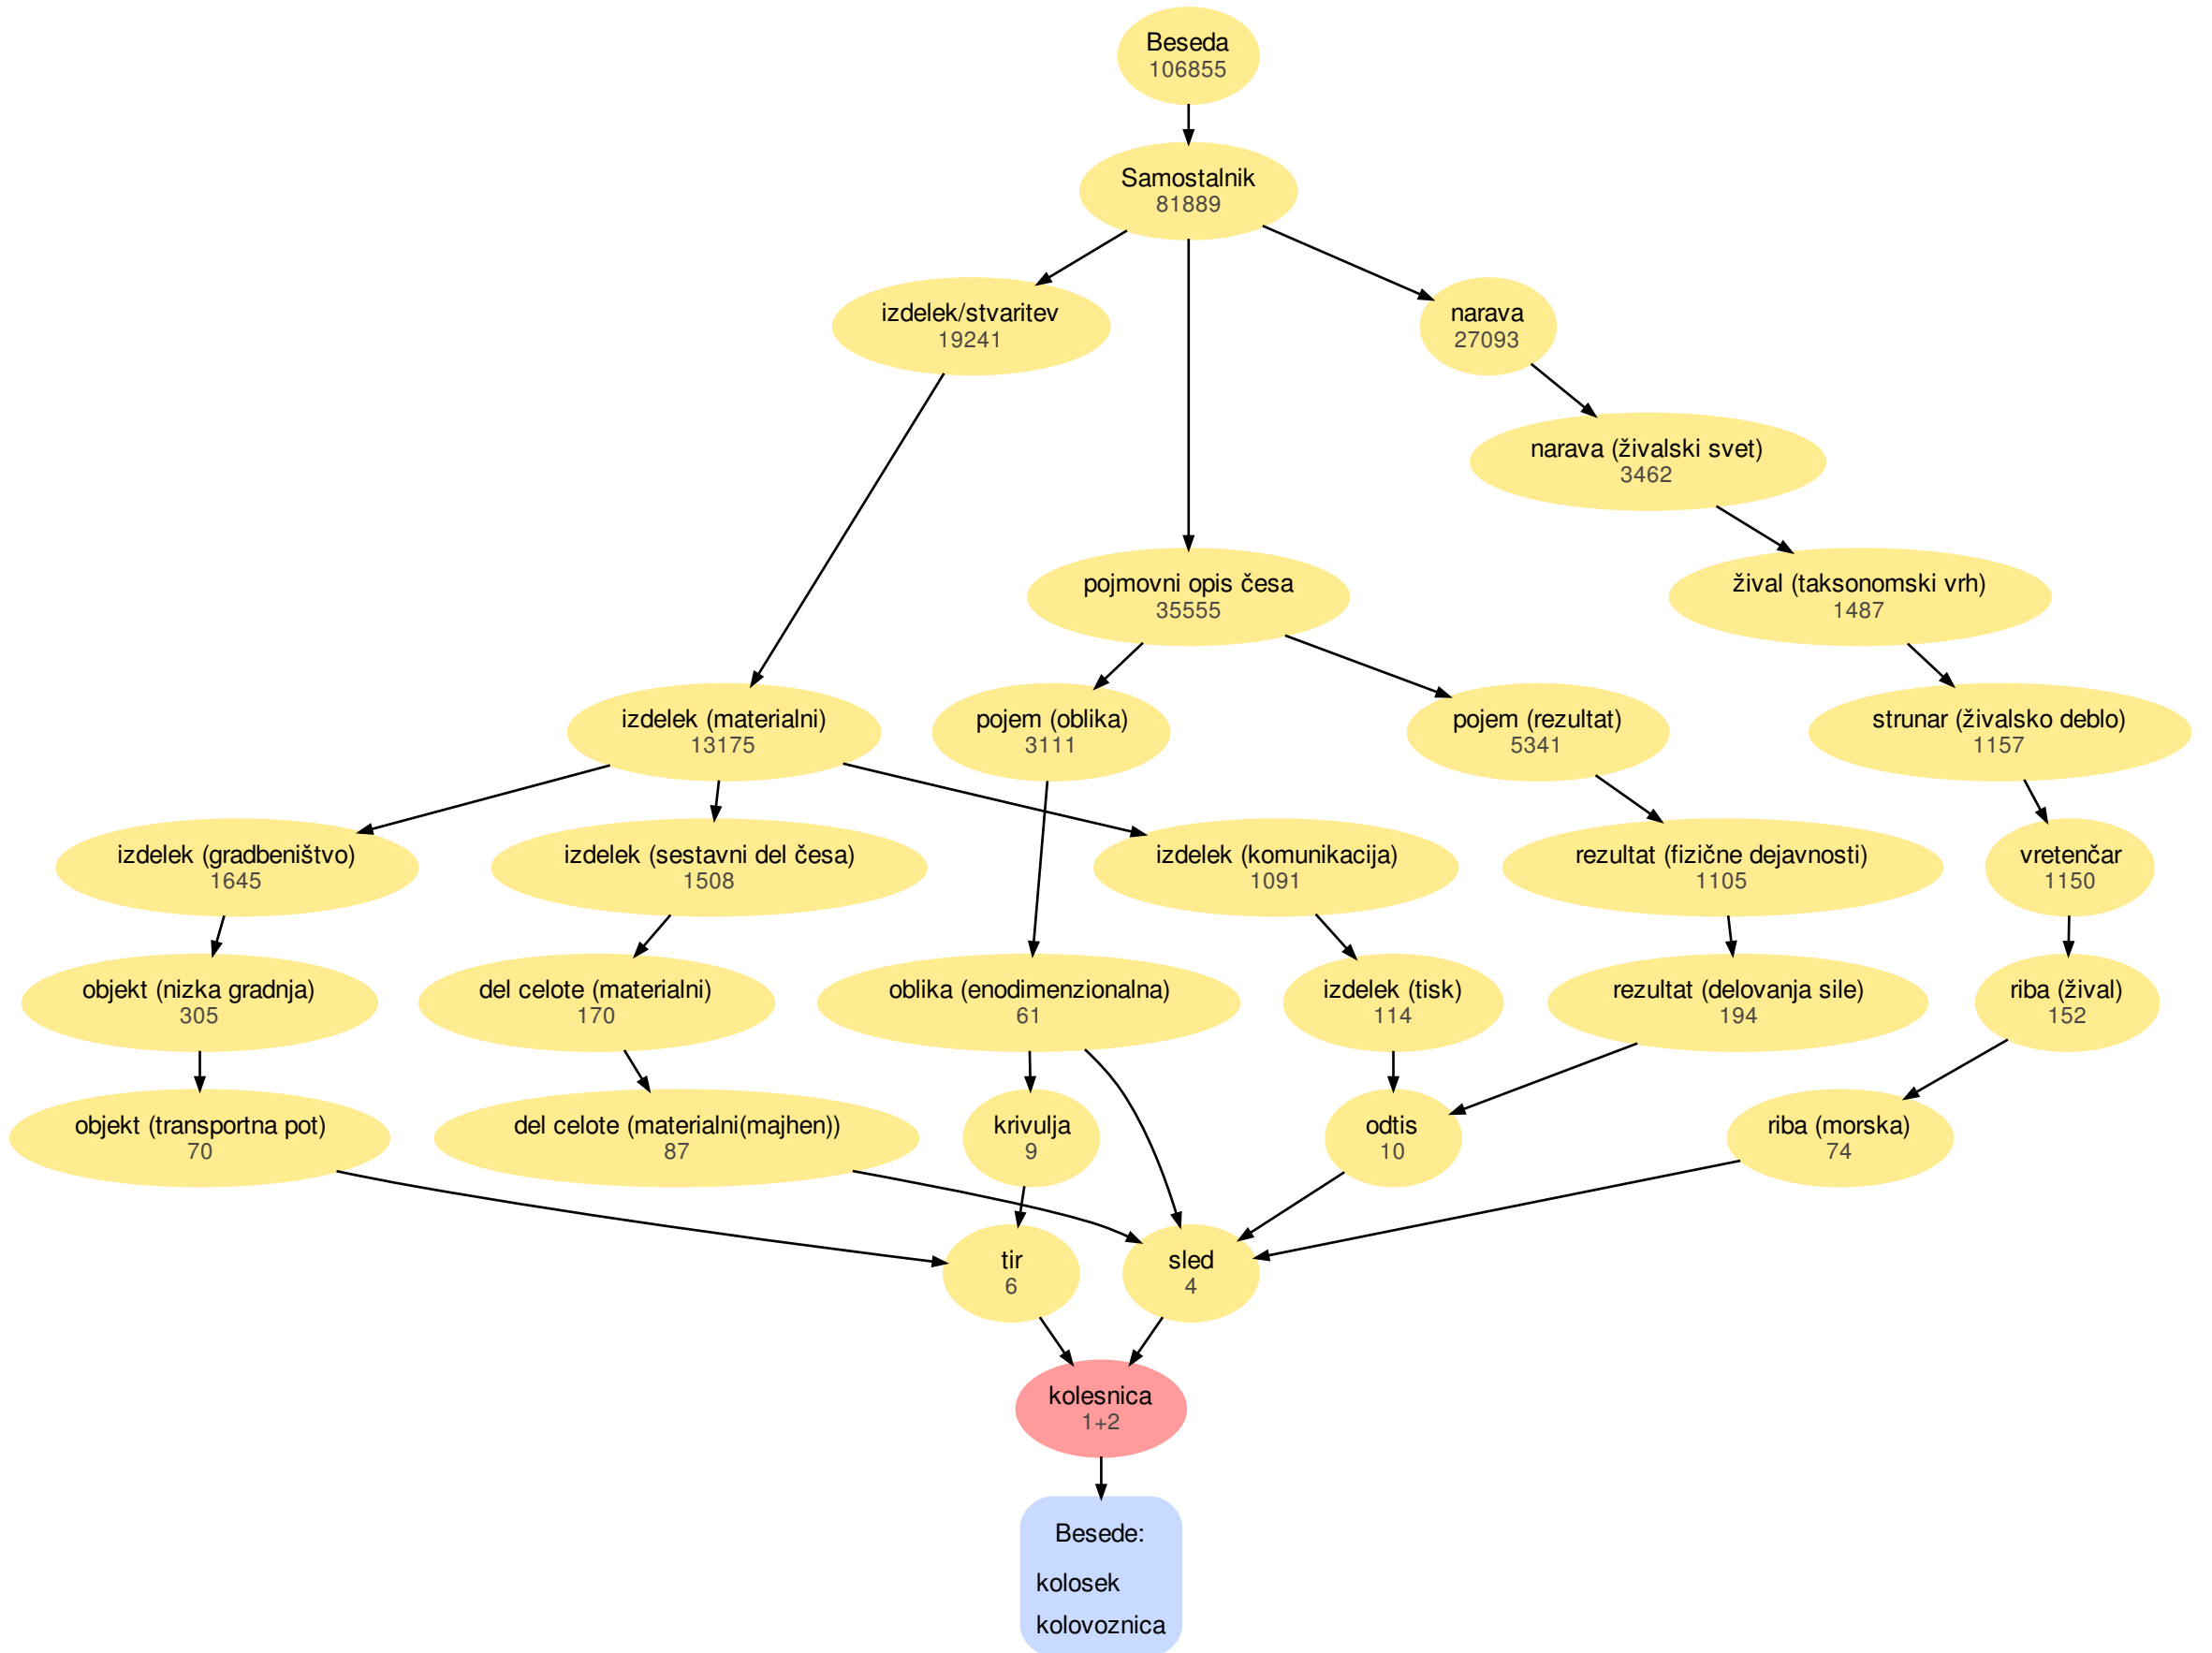 Beseda
106855
Samostalnik
81889
izdelek/stvaritev
19241
narava
27093
narava (živalski svet)
3462
pojmovni opis česa
35555
žival (taksonomski vrh)
1487
izdelek (materialni)
13175
pojem (oblika)
3111
pojem (rezultat)
5341
strunar (živalsko deblo)
1157
izdelek (gradbeništvo)
1645
izdelek (sestavni del česa)
1508
izdelek (komunikacija)
1091
rezultat (fizične dejavnosti)
1105
vretenčar
1150
objekt (nizka gradnja)
305
del celote (materialni)
170
oblika (enodimenzionalna)
61
izdelek (tisk)
114
rezultat (delovanja sile)
194
riba (žival)
152
objekt (transportna pot)
70
del celote (materialni(majhen))
87
krivulja
9
odtis
10
riba (morska)
74
tir
6
sled
4
kolesnica
1+2
Besede:
kolosek
kolovoznica